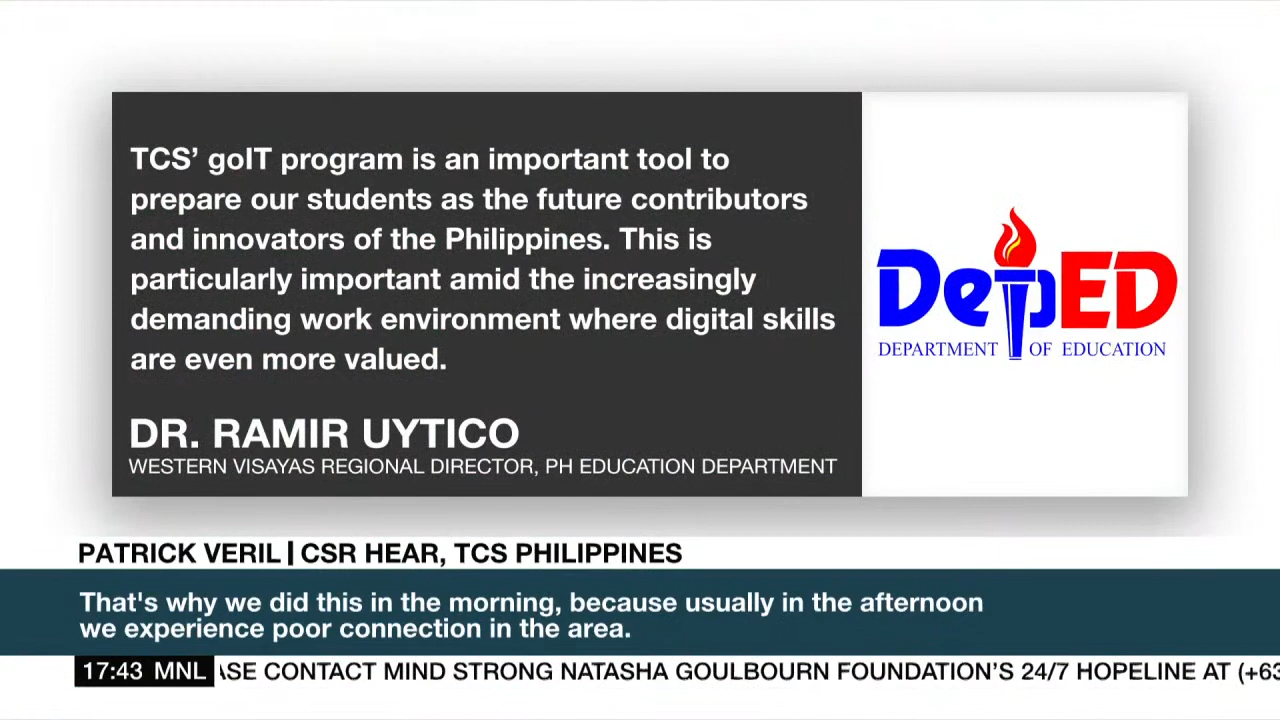 TCS’ goIT program is an important tool to
prepare our students as the future contributors
and innovators of the Philippines. This is
particularly important amid the increasingly
demanding work environment where digital skills
are even more valued.
DR. RAMIR UYTICO
WESTERN VISAYAS REGIONAL DIRECTOR, PH EDUCATION DEPARTMENT
DepED
DEPARTMENT OF EDUCATION
PATRICK VERIL | CSR HEAR, TCS PHILIPPINES
That's why we did this in the morning, because usually in the afternoon
we experience poor connection in the area.
17:43 MNL ASE CONTACT MIND STRONG NATASHA GOULBOURN FOUNDATION’S 24/7 HOPELINE AT (+63